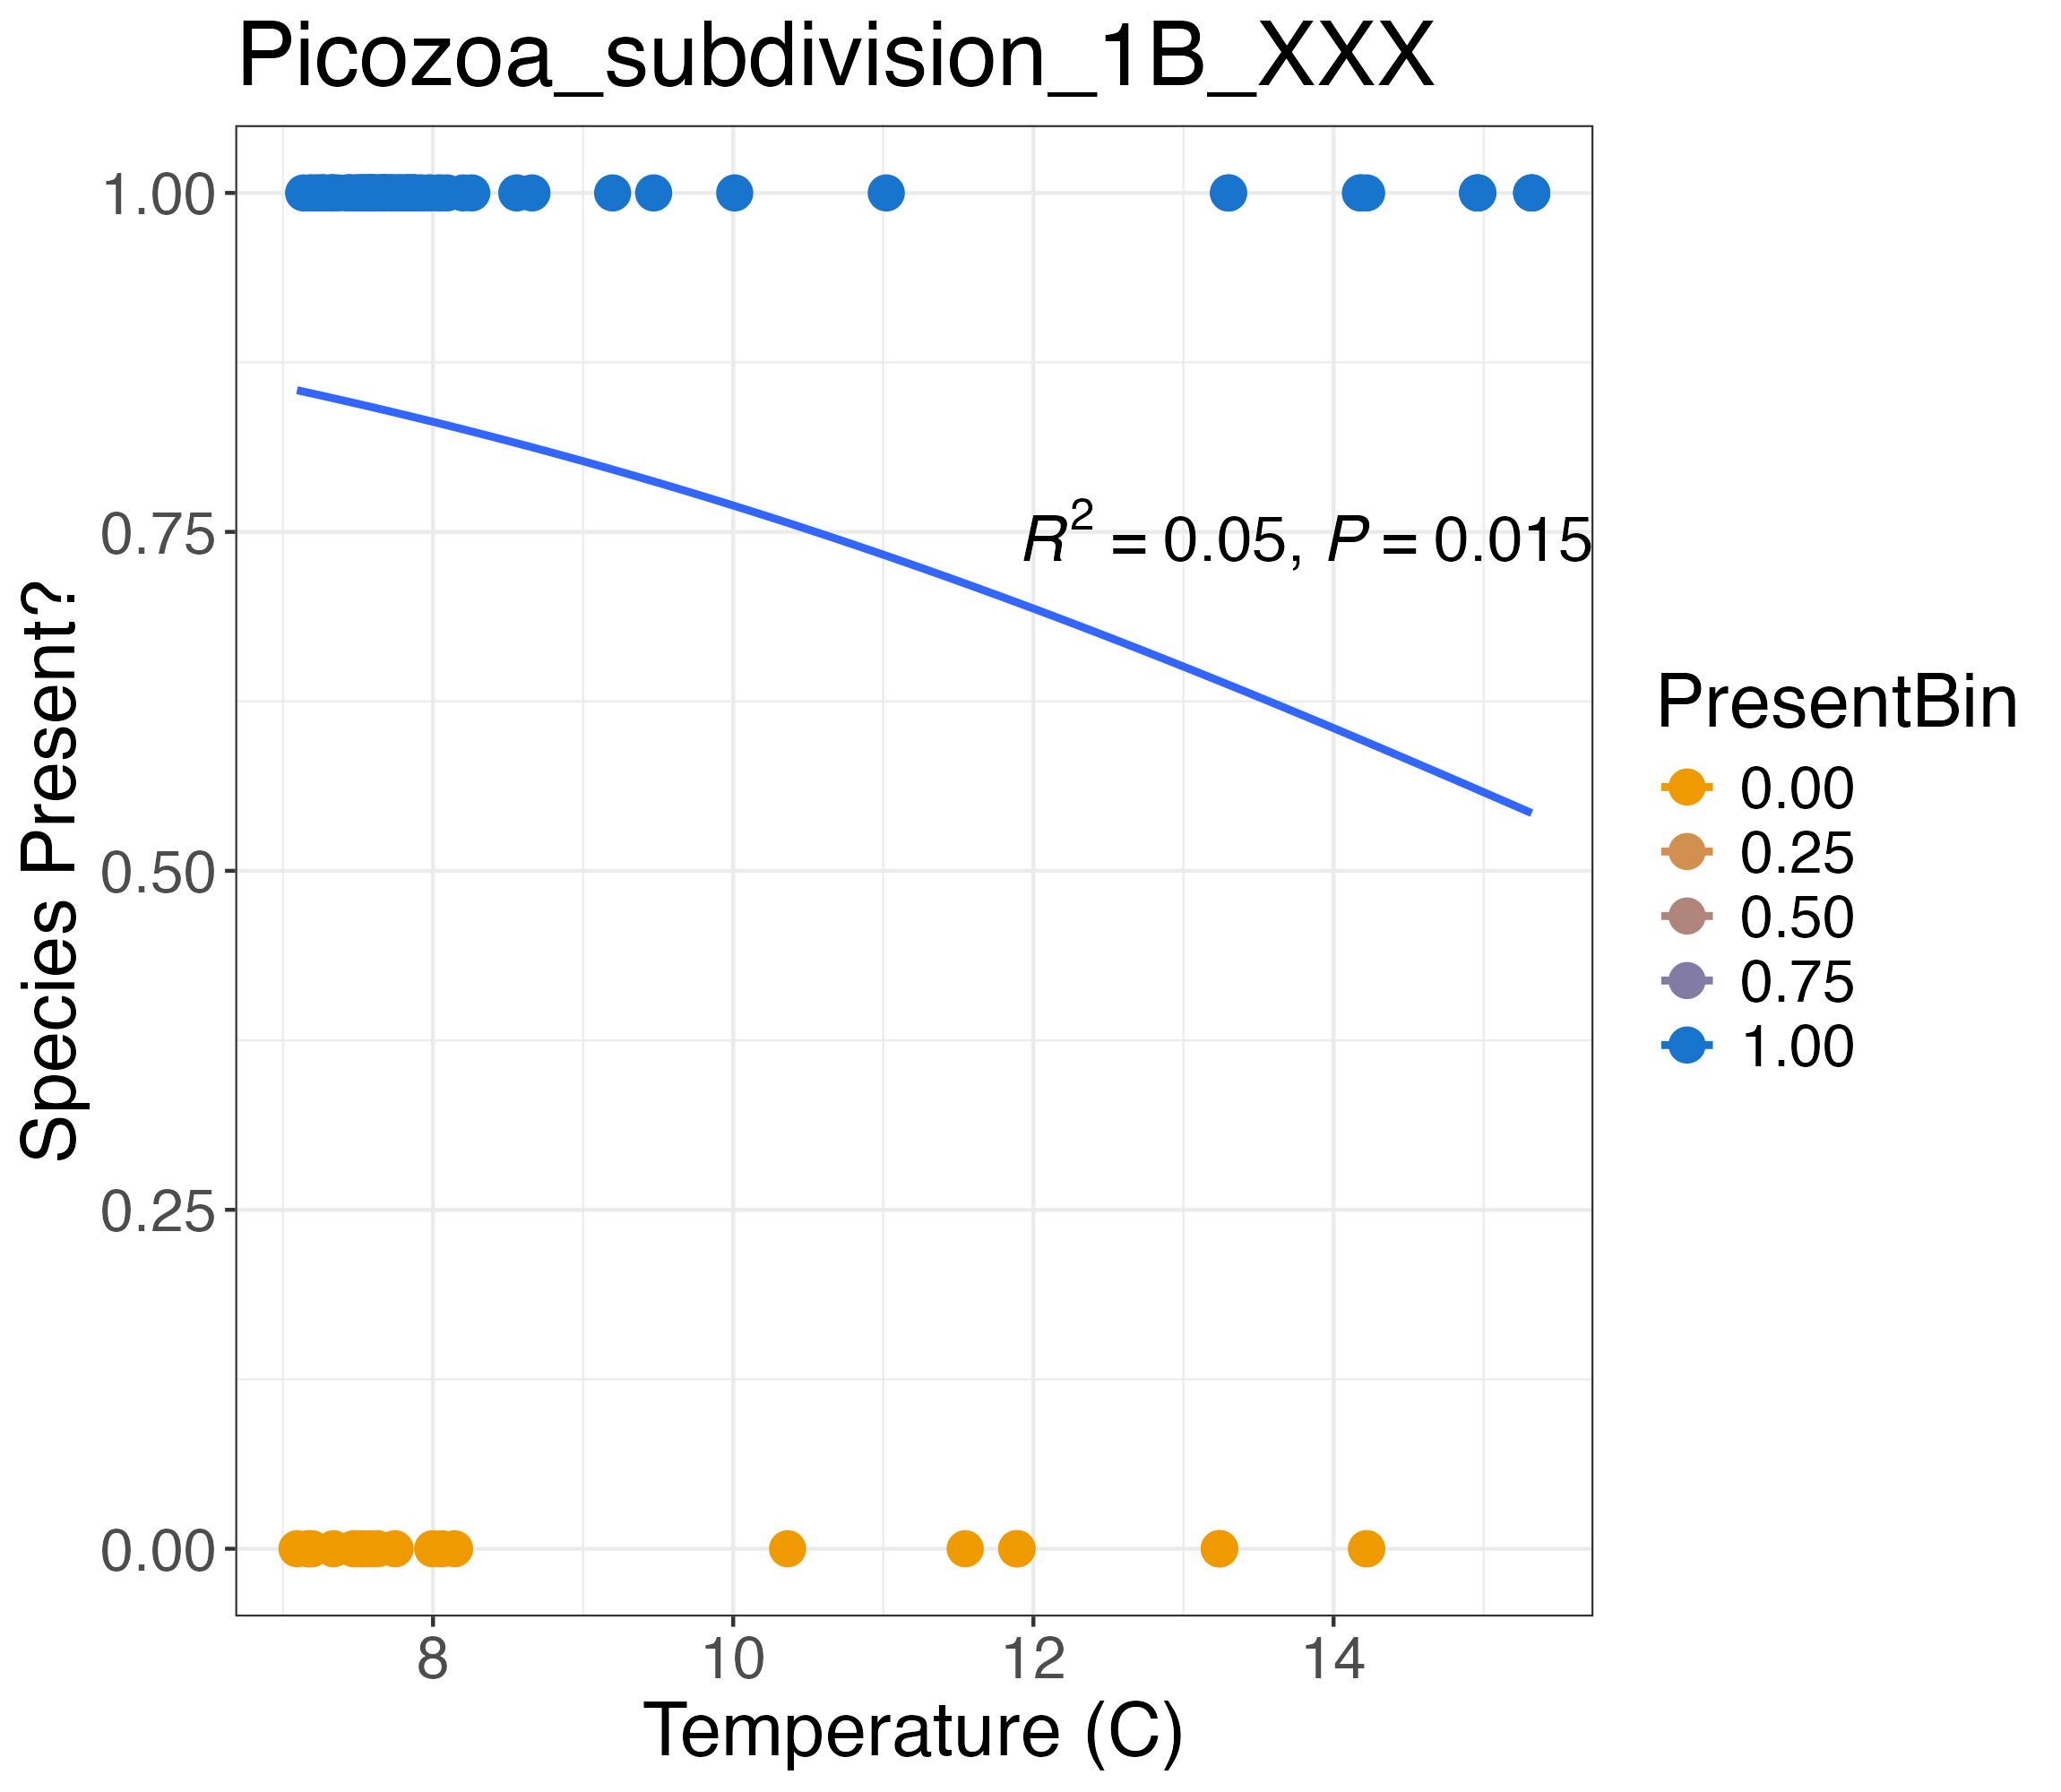 Picozoa_subdivision_1B_XXX
1.00
0.75
0.50
0.25
0.00
Species Present?
R² = 0.05, P = 0.015
8 10 12 14
Temperature (C)
PresentBin
0.00
0.25
0.50
0.75
1.00